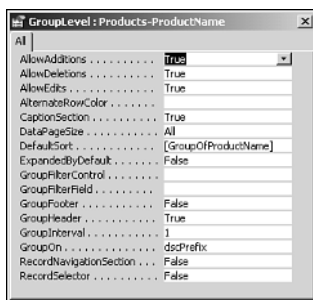 GroupLevel : Products-ProductName
All
AllowAdditions . . . . . . . . . . . True
AllowDeletions . . . . . . . . . . . True
AllowEdits . . . . . . . . . . . . . . True
AlternateRowColor . . . . . . .
CaptionSection . . . . . . . . . . True
DataPageSize . . . . . . . . . . . All
DefaultSort . . . . . . . . . . . . . [GroupOfProductName]
ExpandedByDefault . . . . . . . False
GroupFilterControl . . . . . . . .
GroupFilterField . . . . . . . . .
GroupFooter . . . . . . . . . . . . False
GroupHeader . . . . . . . . . . . True
GroupInterval . . . . . . . . . . . 1
GroupOn . . . . . . . . . . . . . . . dscPrefix
RecordNavigationSection . . . False
RecordSelector . . . . . . . . . . False